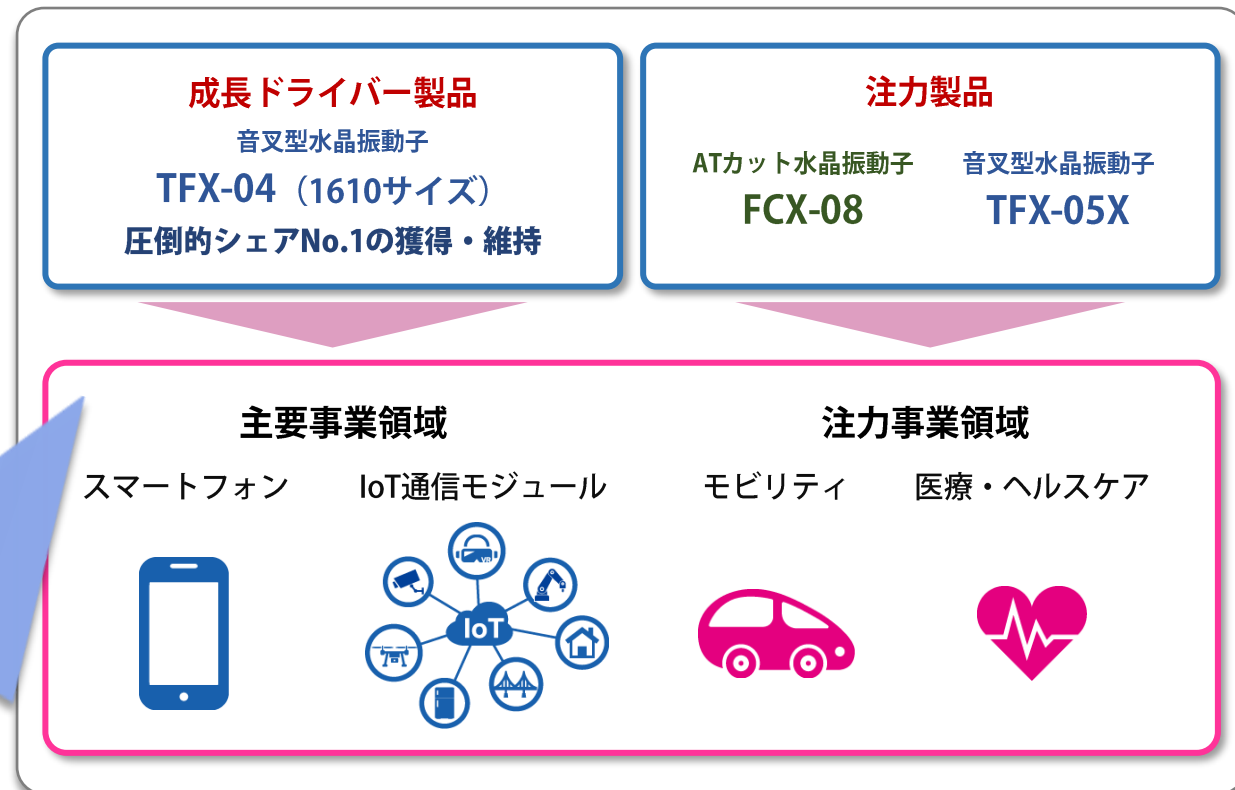 成長ドライバー製品
音叉型水晶振動子
TFX-04（1610サイズ）
圧倒的シェアNo.1の獲得・維持
注力製品
ATカット水晶振動子
FCX-08
音叉型水晶振動子
TFX-05X
主要事業領域
スマートフォン
IoT通信モジュール
VR
IoT
注力事業領域
モビリティ
医療・ヘルスケア